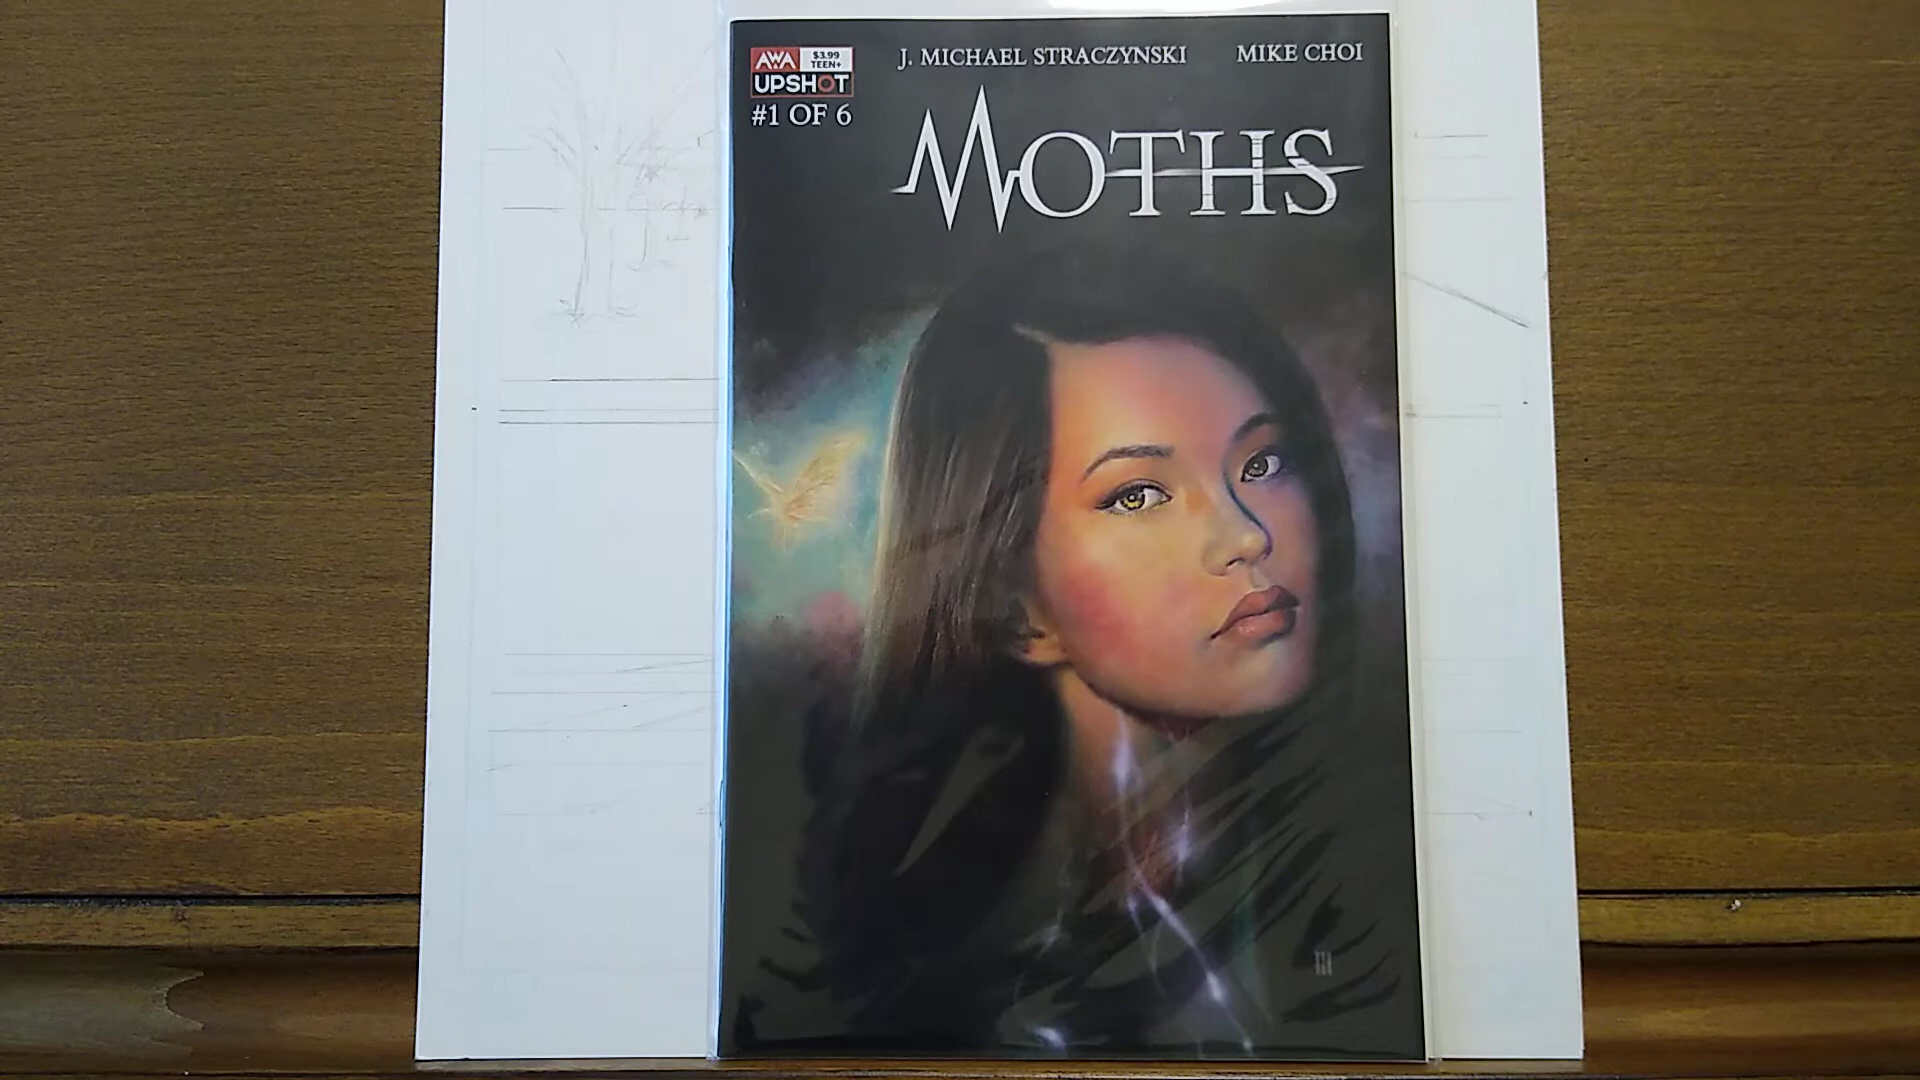 AWA
$3.99
TEEN+
UPSHOT
#1 OF 6
J. MICHAEL STRACZYNSKI MIKE CHOI
MOTHS